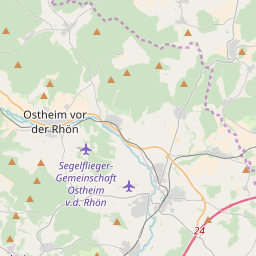 Ostheim vor
der Rhön
Segelflieger-
Gemeinschaft
Ostheim
v.d. Rhön
24